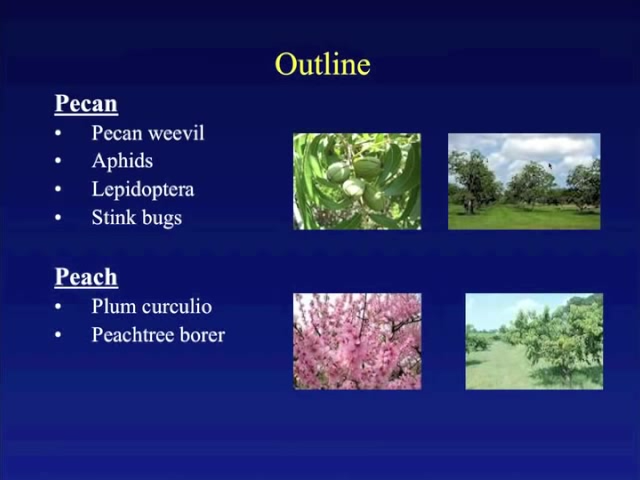 Outline
Pecan
• Pecan weevil
• Aphids
• Lepidoptera
• Stink bugs
Peach
• Plum curculio
• Peachtree borer